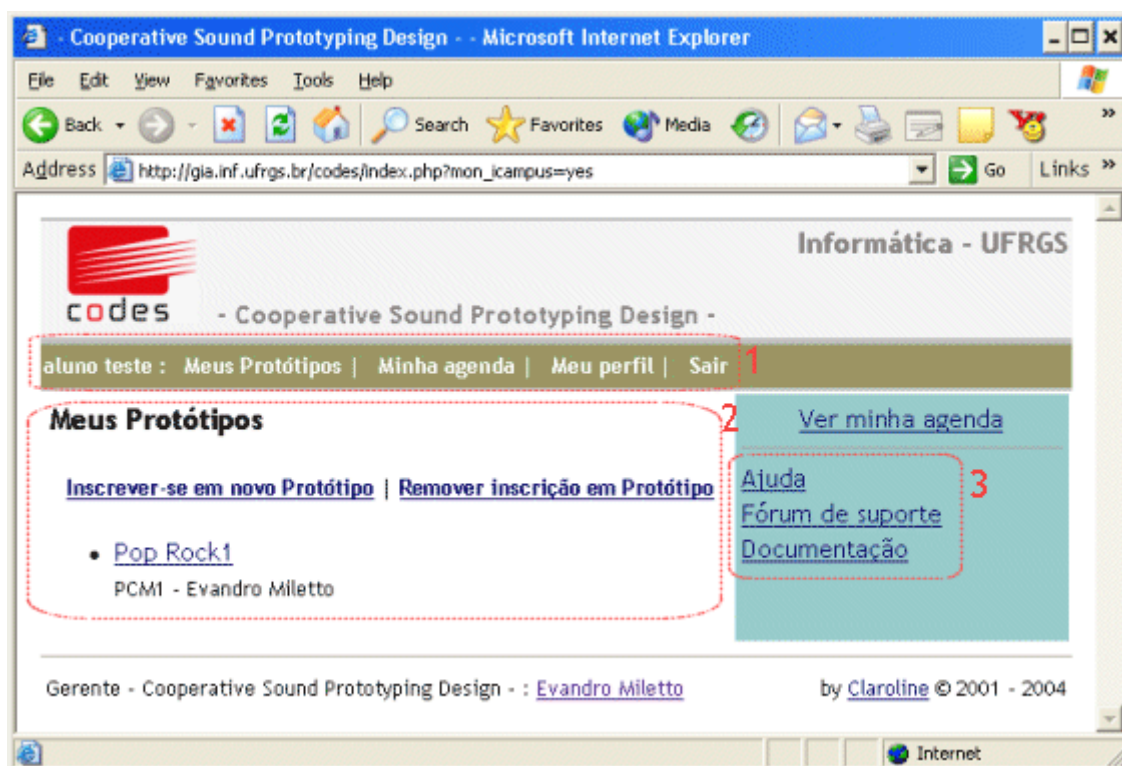 - Cooperative Sound Prototyping Design - - Microsoft Internet Explorer
File Edit View Favorites Tools Help
Back Search Favorites Media
Address http://gia.inf.ufrgs.br/codes/index.php?mon_icampus=yes Go Links »
Informática - UFRGS
codes - Cooperative Sound Prototyping Design -
aluno teste : Meus Protótipos | Minha agenda | Meu perfil | Sair 1
Meus Protótipos 2
Inscrever-se em novo Protótipo | Remover inscrição em Protótipo
• Pop Rock1
PCM1 - Evandro Miletto
Ver minha agenda
Ajuda 3
Fórum de suporte
Documentação
Gerente - Cooperative Sound Prototyping Design - : Evandro Miletto by Claroline © 2001 - 2004
Internet